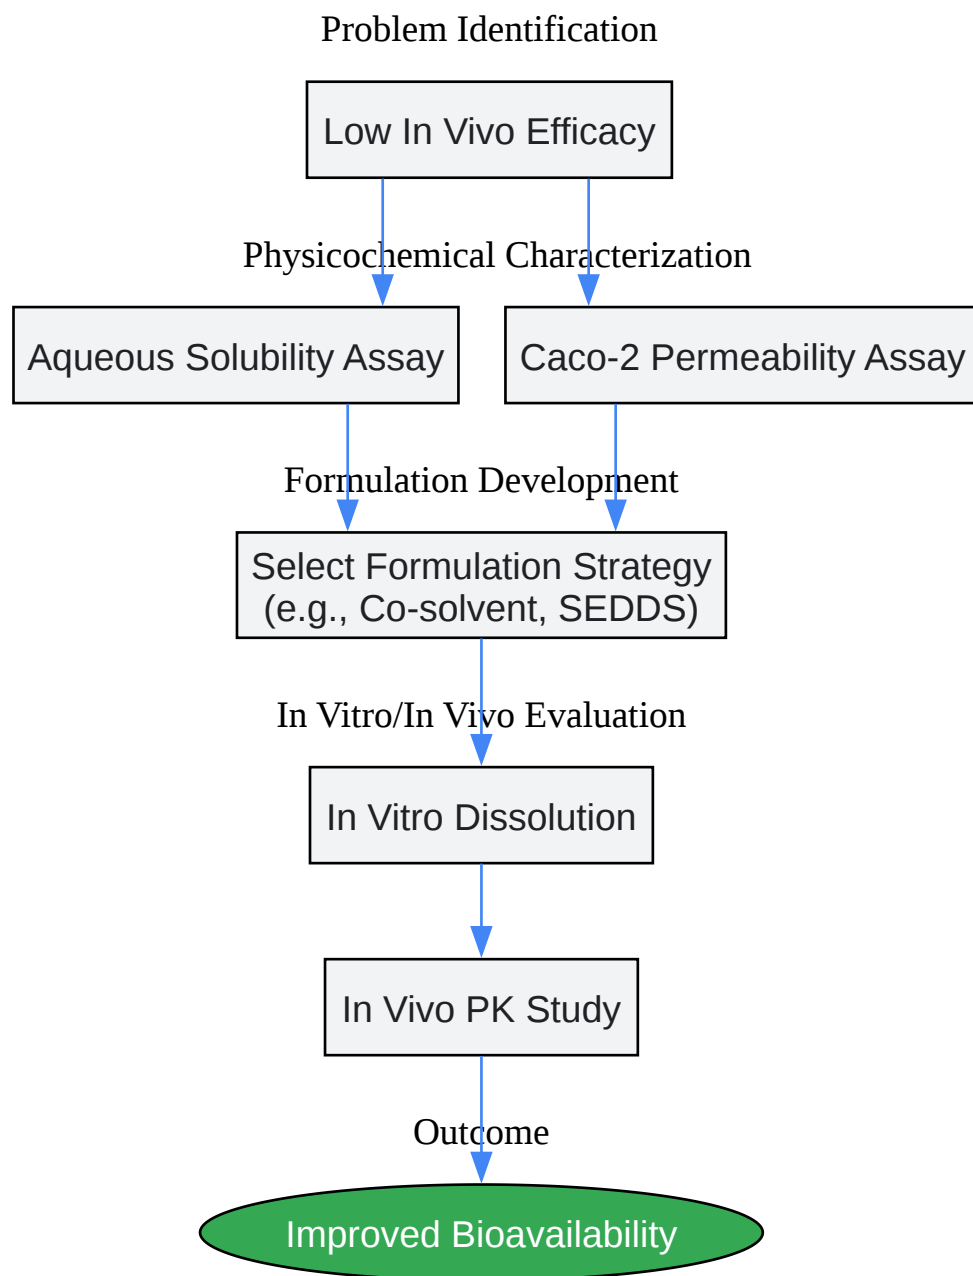 Problem Identification
Low In Vivo Efficacy
Physicochemical Characterization
Aqueous Solubility Assay
Caco-2 Permeability Assay
Formulation Development
Select Formulation Strategy
(e.g., Co-solvent, SEDDS)
In Vitro/In Vivo Evaluation
In Vitro Dissolution
In Vivo PK Study
Outcome
Improved Bioavailability